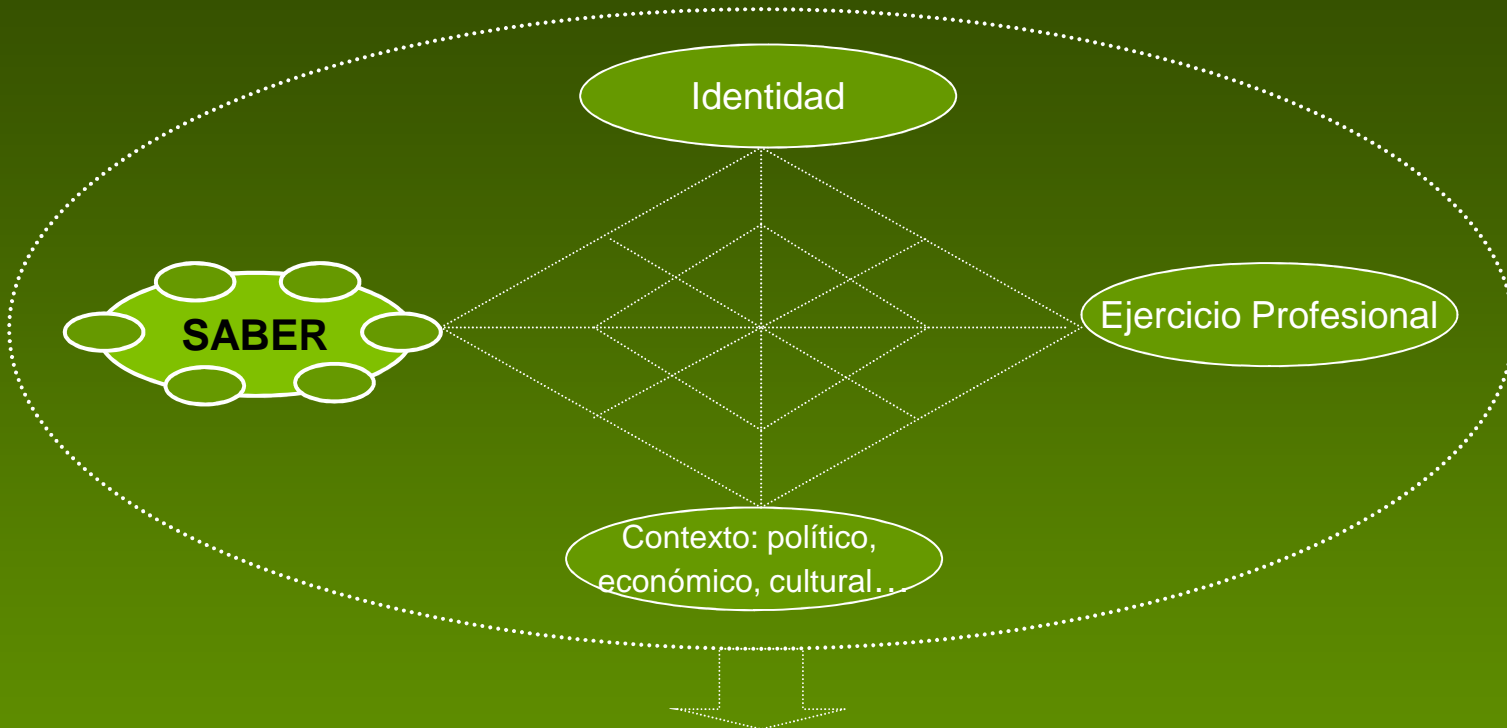 Identidad
SABER
Ejercicio Profesional
Contexto: político,
económico, cultural…